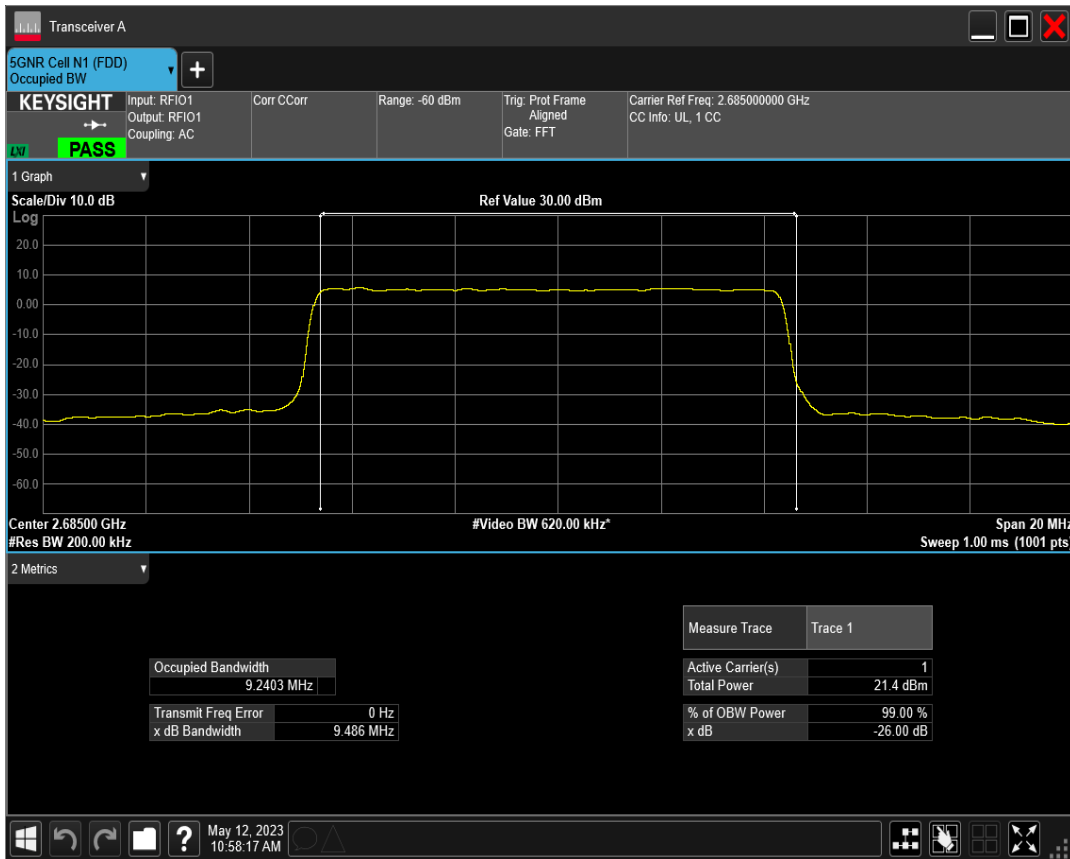 Transceiver A
5GNR Cell N1 (FDD)
Occupied BW
+
KEYSIGHT
LXI
PASS
Input: RFIO1
Output: RFIO1
Coupling: AC
Corr CCorr
Range: -60 dBm
Trig: Prot Frame
Aligned
Gate: FFT
Carrier Ref Freq: 2.685000000 GHz
CC Info: UL, 1 CC
1 Graph
Scale/Div 10.0 dB
Ref Value 30.00 dBm
Log
20.0
10.0
0.00
-10.0
-20.0
-30.0
-40.0
-50.0
-60.0
Center 2.68500 GHz
#Video BW 620.00 kHz*
Span 20 MHz
#Res BW 200.00 kHz
Sweep 1.00 ms (1001 pts)
2 Metrics
Measure Trace Trace 1
Occupied Bandwidth
9.2403 MHz
Transmit Freq Error 0 Hz
x dB Bandwidth 9.486 MHz
Active Carrier(s) 1
Total Power 21.4 dBm
% of OBW Power 99.00 %
x dB -26.00 dB
?
May 12, 2023
10:58:17 AM